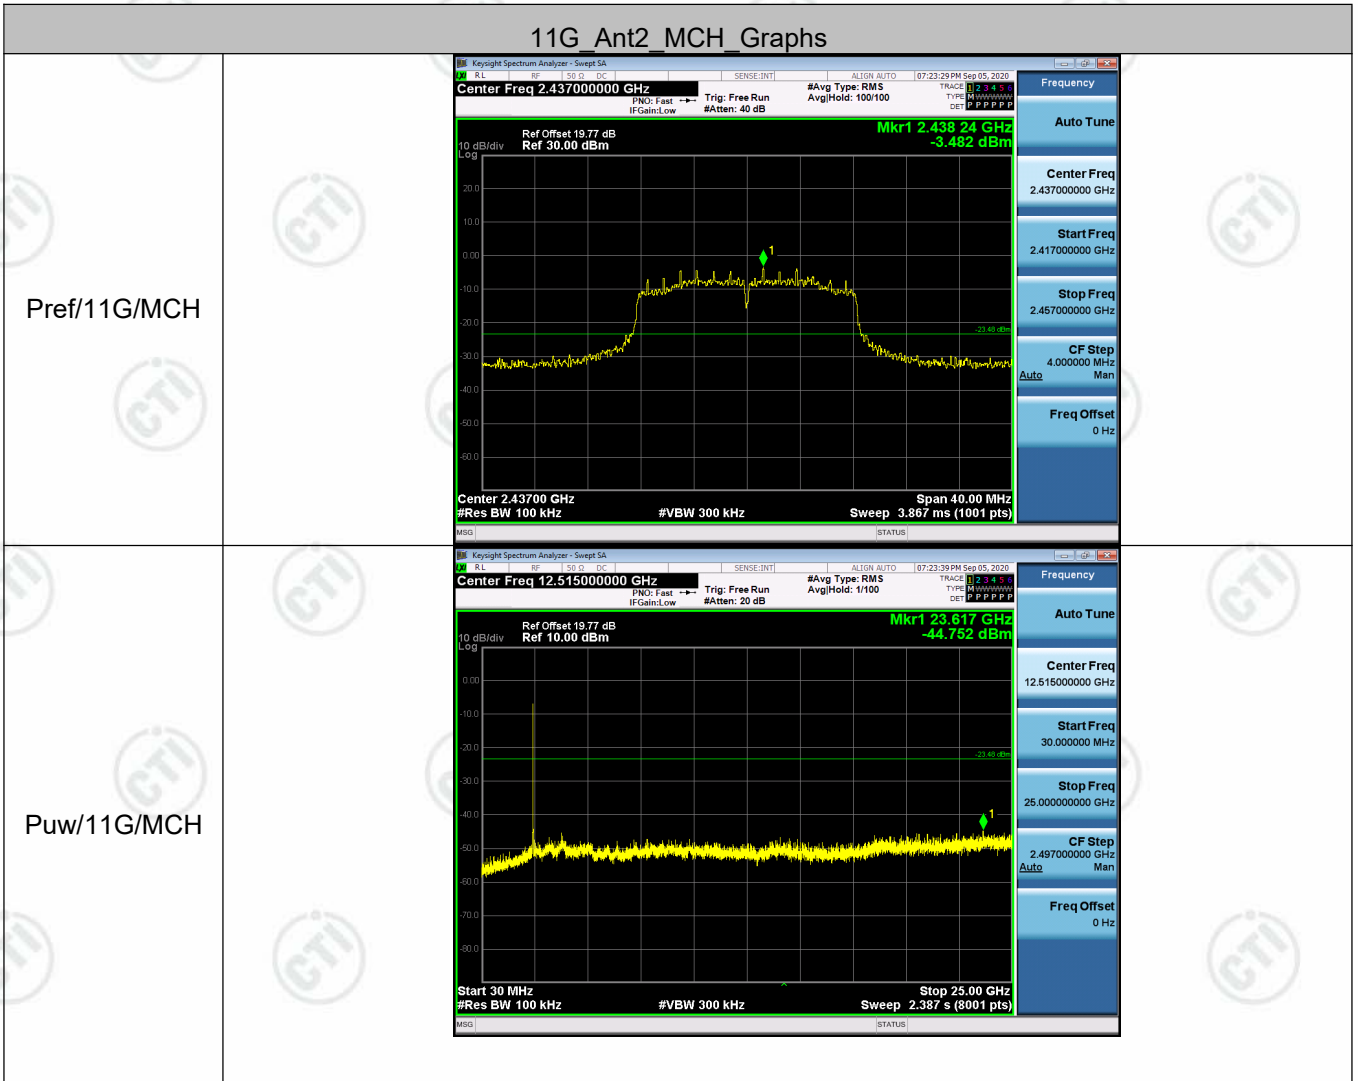 11G_Ant2_MCH_Graphs
Pref/11G/MCH
Keysight Spectrum Analyzer - Swept SA
RL RF 50 Ω DC SENSE:INT ALIGN AUTO 07:23:29 PM Sep 05, 2020
Center Freq 2.437000000 GHz
PNO: Fast
IFGain:Low
Trig: Free Run
#Atten: 40 dB
#Avg Type: RMS
Avg|Hold: 100/100
TRACE 1 2 3 4 5 6
TYPE M WWWWW
DET P P P P P P
Mkr1 2.438 24 GHz
-3.482 dBm
Ref Offset 19.77 dB
10 dB/div Ref 30.00 dBm
Log
20.0
10.0
0.00
-10.0
-20.0
-30.0
-40.0
-50.0
-60.0
1
-23.48 dBm
Center 2.43700 GHz Span 40.00 MHz
#Res BW 100 kHz #VBW 300 kHz Sweep 3.867 ms (1001 pts)
MSG STATUS
Frequency
Auto Tune
Center Freq
2.437000000 GHz
Start Freq
2.417000000 GHz
Stop Freq
2.457000000 GHz
CF Step
4.000000 MHz
Auto Man
Freq Offset
0 Hz
Puw/11G/MCH
Keysight Spectrum Analyzer - Swept SA
RL RF 50 Ω DC SENSE:INT ALIGN AUTO 07:23:39 PM Sep 05, 2020
Center Freq 12.515000000 GHz
PNO: Fast
IFGain:Low
Trig: Free Run
#Atten: 20 dB
#Avg Type: RMS
Avg|Hold: 1/100
TRACE 1 2 3 4 5 6
TYPE M WWWWW
DET P P P P P P
Mkr1 23.617 GHz
-44.752 dBm
Ref Offset 19.77 dB
10 dB/div Ref 10.00 dBm
Log
0.00
-10.0
-20.0
-30.0
-40.0
-50.0
-60.0
-70.0
-80.0
1
-23.48 dBm
Start 30 MHz Stop 25.00 GHz
#Res BW 100 kHz #VBW 300 kHz Sweep 2.387 s (8001 pts)
MSG STATUS
Frequency
Auto Tune
Center Freq
12.515000000 GHz
Start Freq
30.000000 MHz
Stop Freq
25.000000000 GHz
CF Step
2.497000000 GHz
Auto Man
Freq Offset
0 Hz
CTI
CTI
CTI
CTI
CTI
CTI
CTI
CTI
CTI
CTI